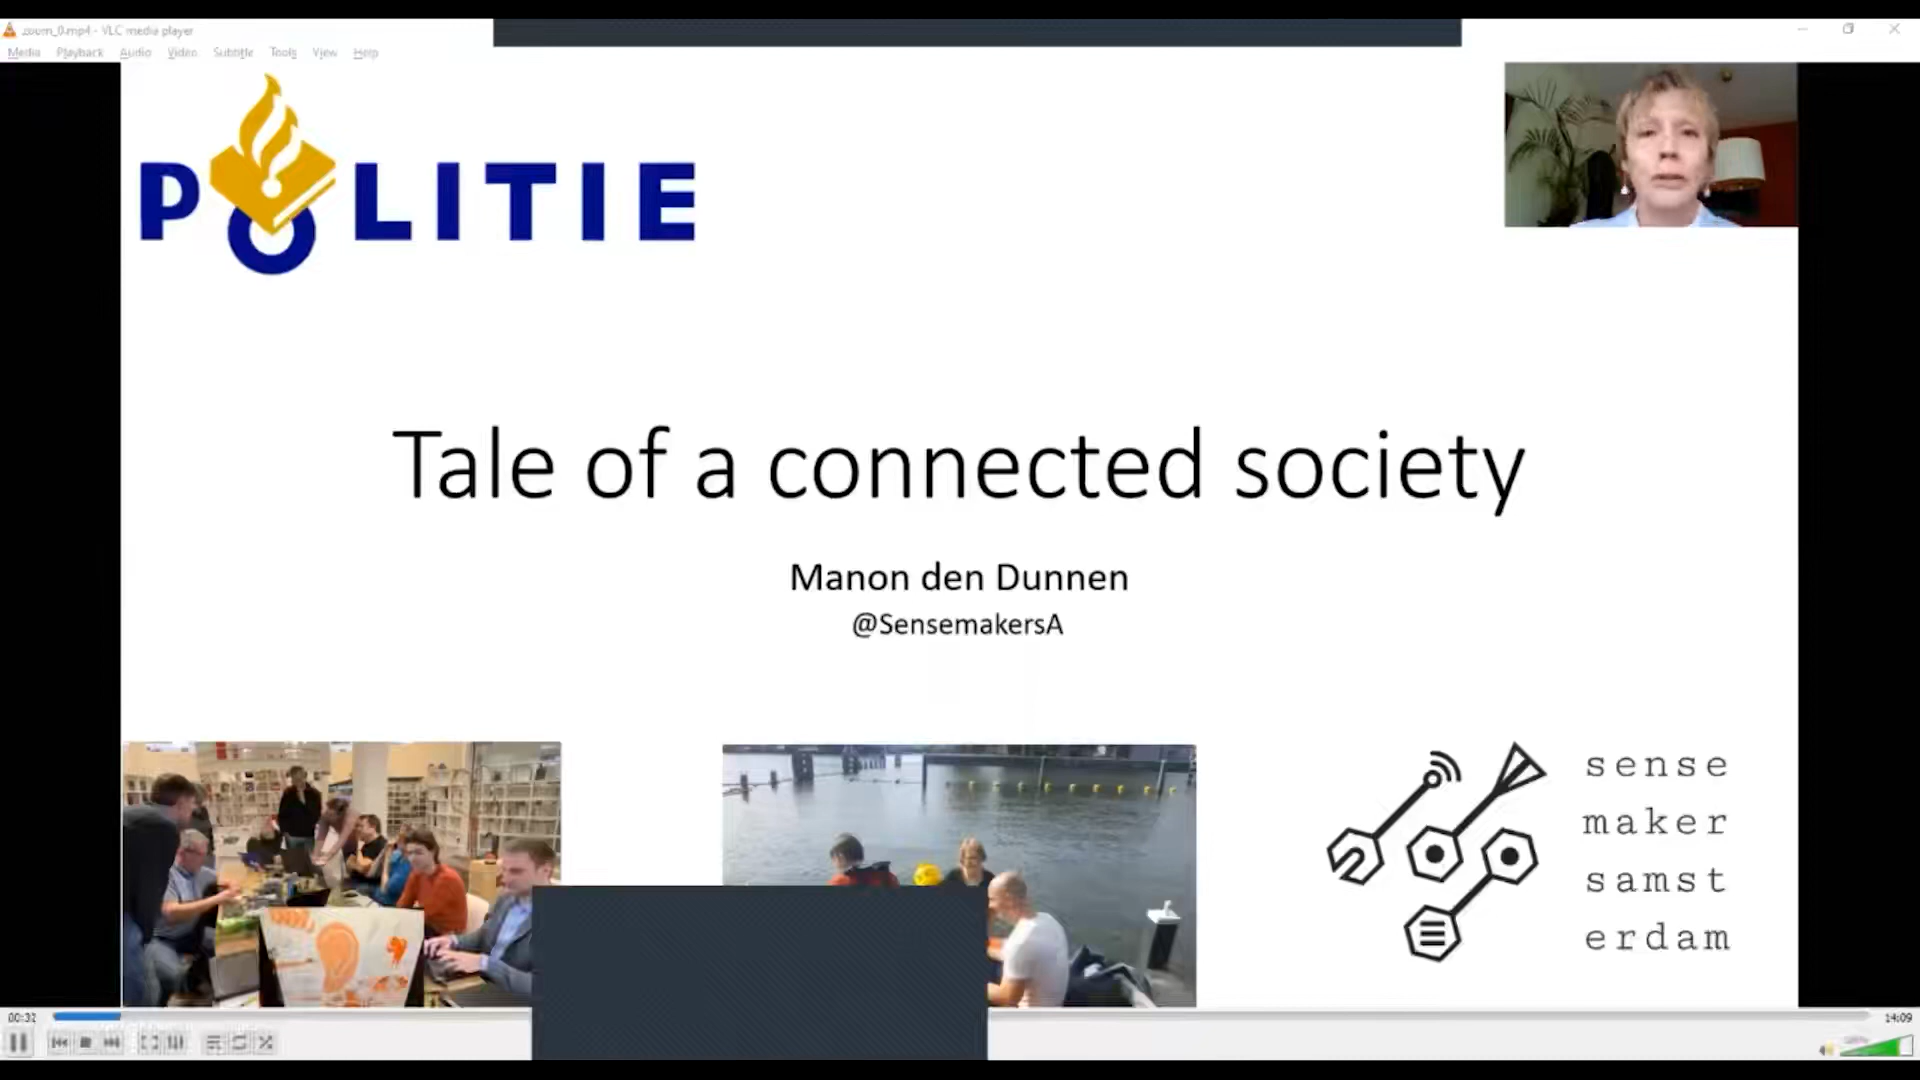 zoom_0.mp4 - VLC media player
Media Playback Audio Video Subtitle Tools View Help
POLITIE
Tale of a connected society
Manon den Dunnen
@SensemakersA
sense
maker
samst
erdam
00:32
14:09